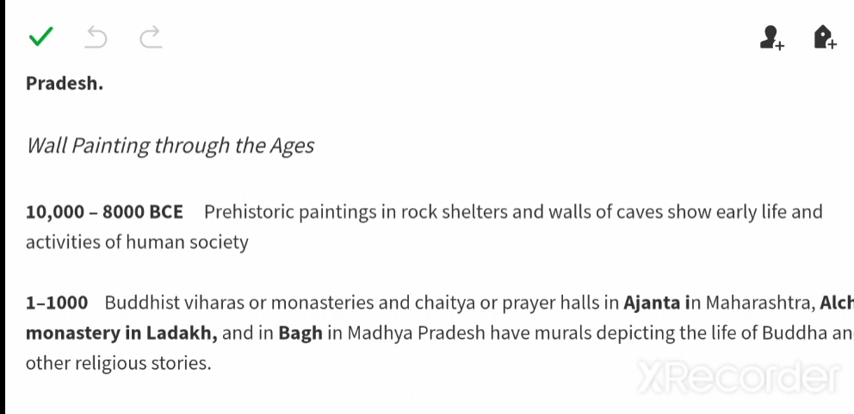 Pradesh.
Wall Painting through the Ages
10,000 – 8000 BCE Prehistoric paintings in rock shelters and walls of caves show early life and
activities of human society
1–1000 Buddhist viharas or monasteries and chaitya or prayer halls in Ajanta in Maharashtra, Alch
monastery in Ladakh, and in Bagh in Madhya Pradesh have murals depicting the life of Buddha an
other religious stories.
XRecorder